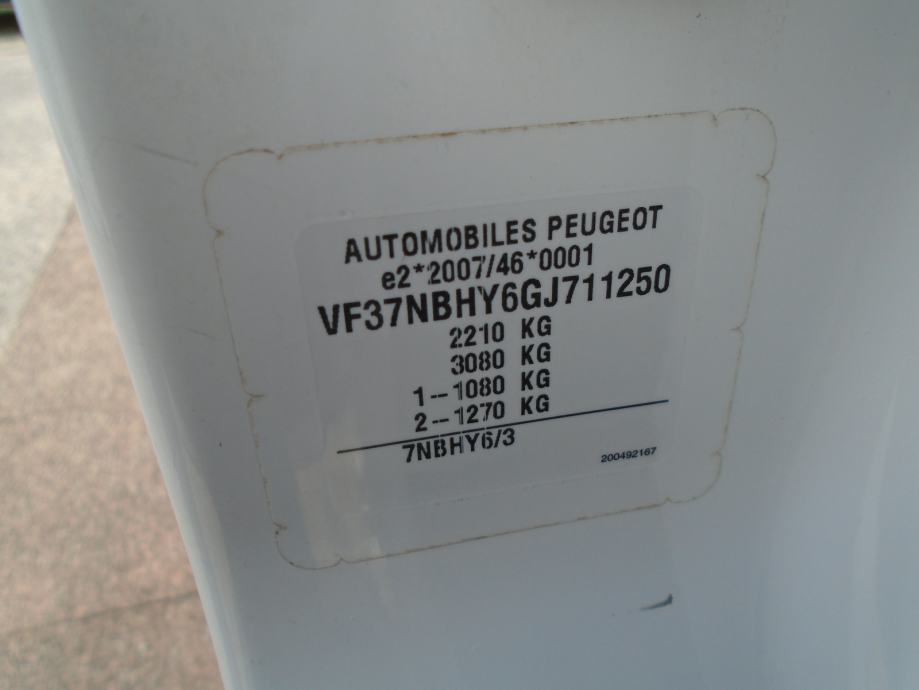 AUTOMOBILES PEUGEOT
e2*2007/46*0001
VF37NBHY6GJ711250
2210 KG
3080 KG
1--1080 KG
2--1270 KG
7NBHY6/3
200492167